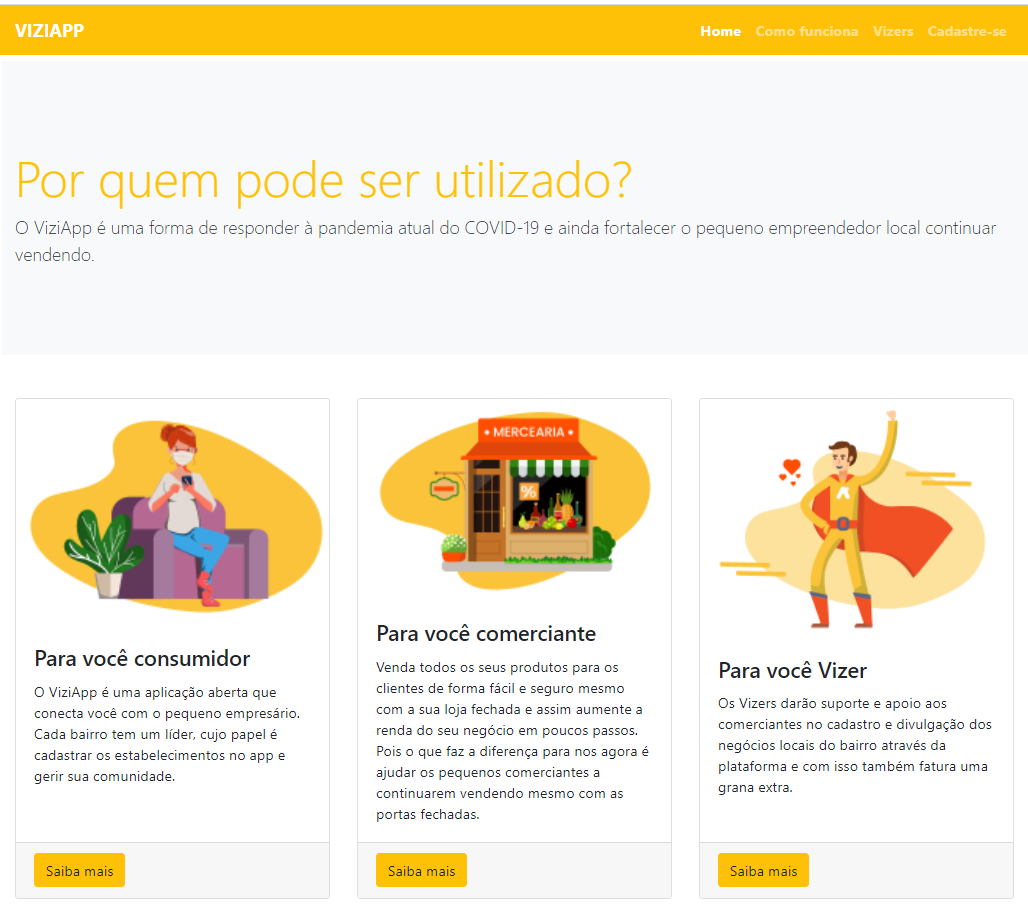 VIZIAPP
Home Como funciona Vizers Cadastre-se
Por quem pode ser utilizado?
O ViziApp é uma forma de responder à pandemia atual do COVID-19 e ainda fortalecer o pequeno empreendedor local continuar
vendendo.
Para você consumidor
O ViziApp é uma aplicação aberta que
conecta você com o pequeno empresário.
Cada bairro tem um líder, cujo papel é
cadastrar os estabelecimentos no app e
gerir sua comunidade.
Saiba mais
• MERCEARIA •
%
Para você comerciante
Venda todos os seus produtos para os
clientes de forma fácil e seguro mesmo
com a sua loja fechada e assim aumente a
renda do seu negócio em poucos passos.
Pois o que faz a diferença para nos agora é
ajudar os pequenos comerciantes a
continuarem vendendo mesmo com as
portas fechadas.
Saiba mais
Para você Vizer
Os Vizers darão suporte e apoio aos
comerciantes no cadastro e divulgação dos
negócios locais do bairro através da
plataforma e com isso também fatura uma
grana extra.
Saiba mais